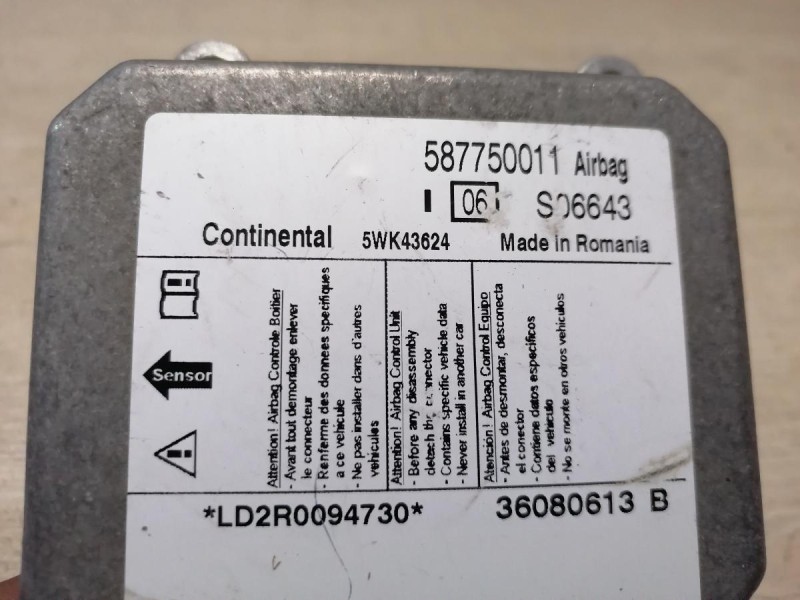 587750011 Airbag
06 S06643
Continental 5WK43624 Made in Romania
Sensor
Attention! Airbag Controle Boitier
- Avant tout demontage enlever
le connecteur
- Renferme des donnees specifiques
a ce vehicule
- Ne pas installer dans d'autres
vehicules
Attention! Airbag Control Unit
- Before any disassembly
detach the connector
- Contains specific vehicle data
- Never install in another car
Atención! Airbag Control Equipo
- Antes de desmontar, desconecta
el conector
- Contiene datos especificos
del vehiculo
- No se monte en otros vehiculos
*LD2R0094730* 36080613 B